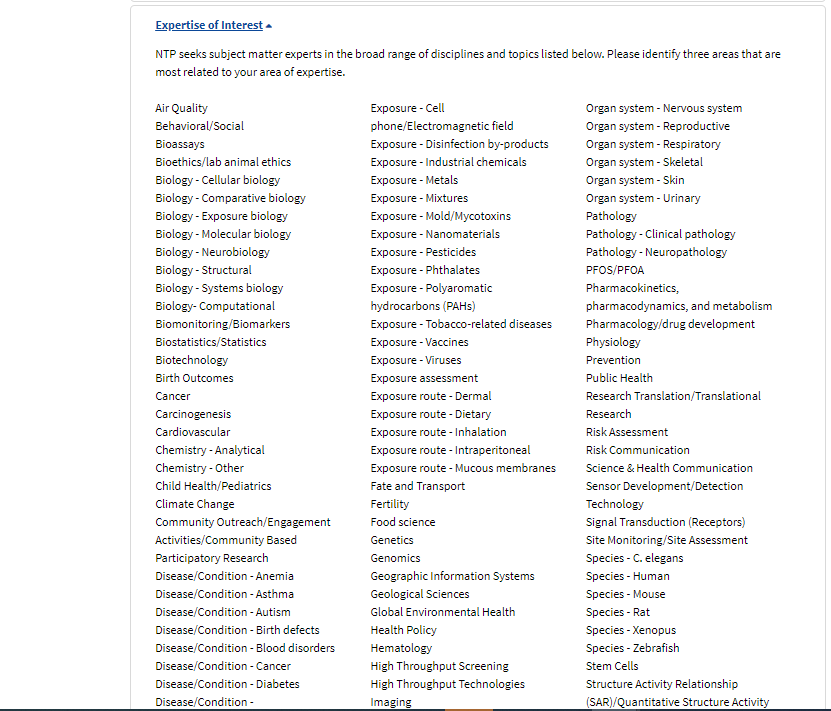 Expertise of Interest
NTP seeks subject matter experts in the broad range of disciplines and topics listed below. Please identify three areas that are
most related to your area of expertise.
Air Quality
Behavioral/Social
Bioassays
Bioethics/lab animal ethics
Biology - Cellular biology
Biology - Comparative biology
Biology - Exposure biology
Biology - Molecular biology
Biology - Neurobiology
Biology - Structural
Biology - Systems biology
Biology- Computational
Biomonitoring/Biomarkers
Biostatistics/Statistics
Biotechnology
Birth Outcomes
Cancer
Carcinogenesis
Cardiovascular
Chemistry - Analytical
Chemistry - Other
Child Health/Pediatrics
Climate Change
Community Outreach/Engagement
Activities/Community Based
Participatory Research
Disease/Condition - Anemia
Disease/Condition - Asthma
Disease/Condition - Autism
Disease/Condition - Birth defects
Disease/Condition - Blood disorders
Disease/Condition - Cancer
Disease/Condition - Diabetes
Disease/Condition -
Exposure - Cell
phone/Electromagnetic field
Exposure - Disinfection by-products
Exposure - Industrial chemicals
Exposure - Metals
Exposure - Mixtures
Exposure - Mold/Mycotoxins
Exposure - Nanomaterials
Exposure - Pesticides
Exposure - Phthalates
Exposure - Polyaromatic
hydrocarbons (PAHs)
Exposure - Tobacco-related diseases
Exposure - Vaccines
Exposure - Viruses
Exposure assessment
Exposure route - Dermal
Exposure route - Dietary
Exposure route - Inhalation
Exposure route - Intraperitoneal
Exposure route - Mucous membranes
Fate and Transport
Fertility
Food science
Genetics
Genomics
Geographic Information Systems
Geological Sciences
Global Environmental Health
Health Policy
Hematology
High Throughput Screening
High Throughput Technologies
Imaging
Organ system - Nervous system
Organ system - Reproductive
Organ system - Respiratory
Organ system - Skeletal
Organ system - Skin
Organ system - Urinary
Pathology
Pathology - Clinical pathology
Pathology - Neuropathology
PFOS/PFOA
Pharmacokinetics,
pharmacodynamics, and metabolism
Pharmacology/drug development
Physiology
Prevention
Public Health
Research Translation/Translational
Research
Risk Assessment
Risk Communication
Science & Health Communication
Sensor Development/Detection
Technology
Signal Transduction (Receptors)
Site Monitoring/Site Assessment
Species - C. elegans
Species - Human
Species - Mouse
Species - Rat
Species - Xenopus
Species - Zebrafish
Stem Cells
Structure Activity Relationship
(SAR)/Quantitative Structure Activity